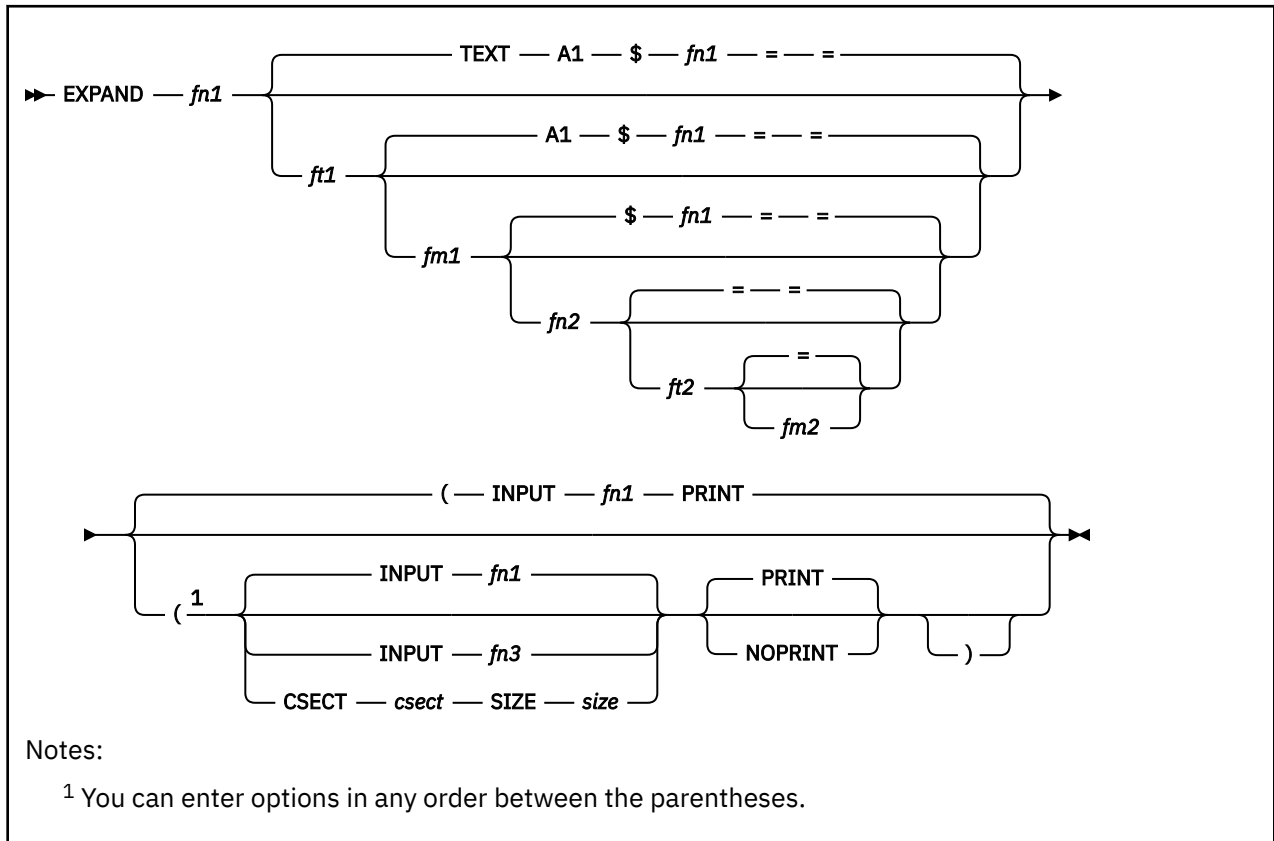 TEXT A1 $ fn1 = =
EXPAND fn1
A1 $ fn1 = =
ft1
$ fn1 = =
fm1
= =
fn2
=
ft2
fm2
( INPUT fn1 PRINT
INPUT fn1 PRINT
( 1
INPUT fn3 NOPRINT )
CSECT csect SIZE size
Notes:
1 You can enter options in any order between the parentheses.